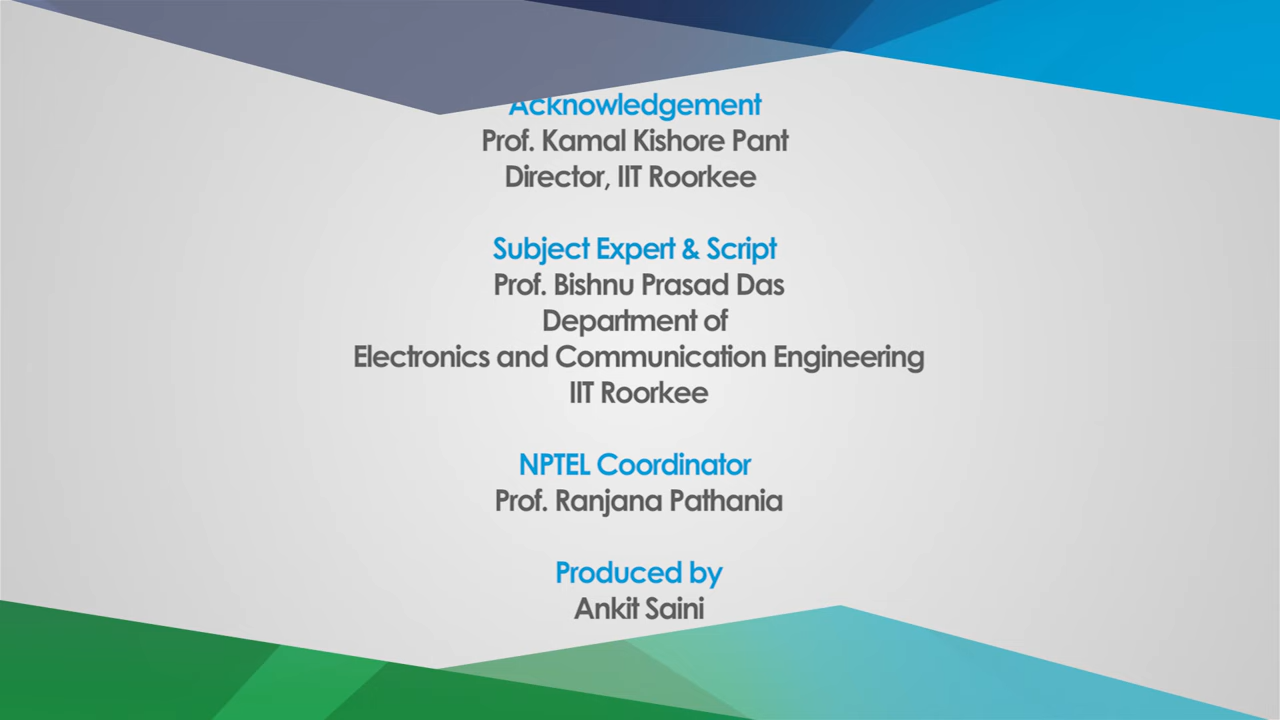 Acknowledgement
Prof. Kamal Kishore Pant
Director, IIT Roorkee
Subject Expert & Script
Prof. Bishnu Prasad Das
Department of
Electronics and Communication Engineering
IIT Roorkee
NPTEL Coordinator
Prof. Ranjana Pathania
Produced by
Ankit Saini